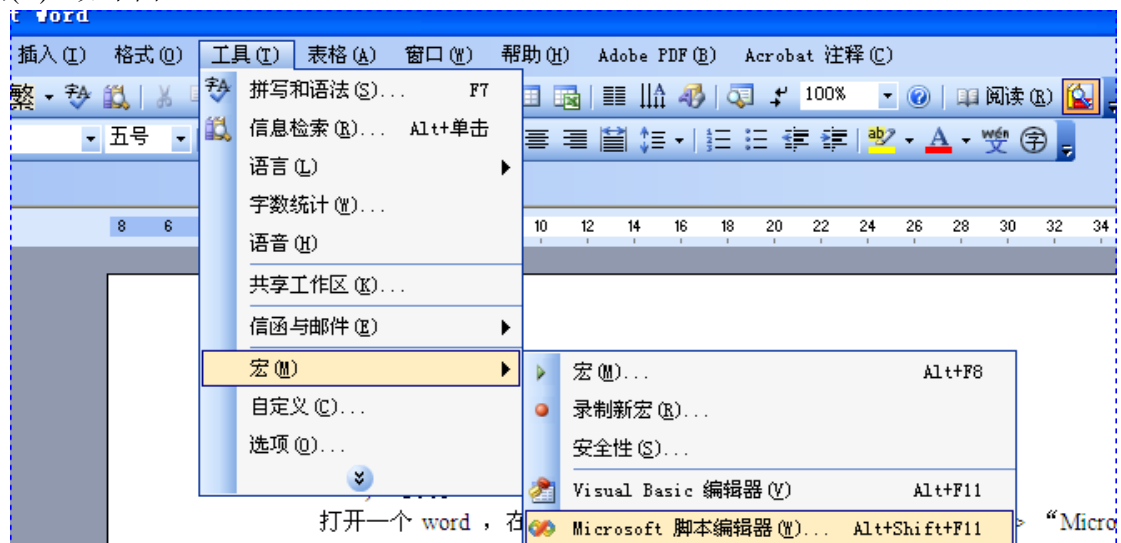 t Word
插入(I) 格式(O) 工具(T) 表格(A) 窗口(W) 帮助(H) Adobe PDF(B) Acrobat 注释(C)
繁 100% 阅读(R)
五号
拼写和语法(S)... F7
信息检索(R)... Alt+单击
语言(L)
字数统计(W)...
8 6 10 12 14 16 18 20 22 24 26 28 30 32 34
语音(H)
共享工作区(K)...
信函与邮件(E)
宏(M)
宏(M)... Alt+F8
自定义(C)...
录制新宏(R)...
选项(O)...
安全性(S)...
Visual Basic 编辑器(V) Alt+F11
打开一个 word ，在
Microsoft 脚本编辑器(W)... Alt+Shift+F11
> “Micro